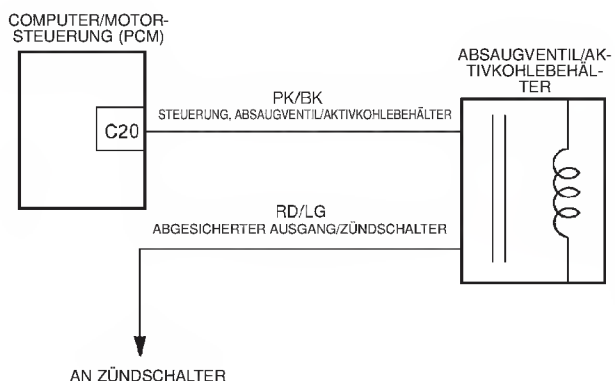 COMPUTER/MOTOR-
STEUERUNG (PCM)
ABSAUGVENTIL/AK-
TIVKOHLEBEHÄL-
TER
PK/BK
STEUERUNG, ABSAUGVENTIL/AKTIVKOHLEBEHÄLTER
C20
RD/LG
ABGESICHERTER AUSGANG/ZÜNDSCHALTER
AN ZÜNDSCHALTER